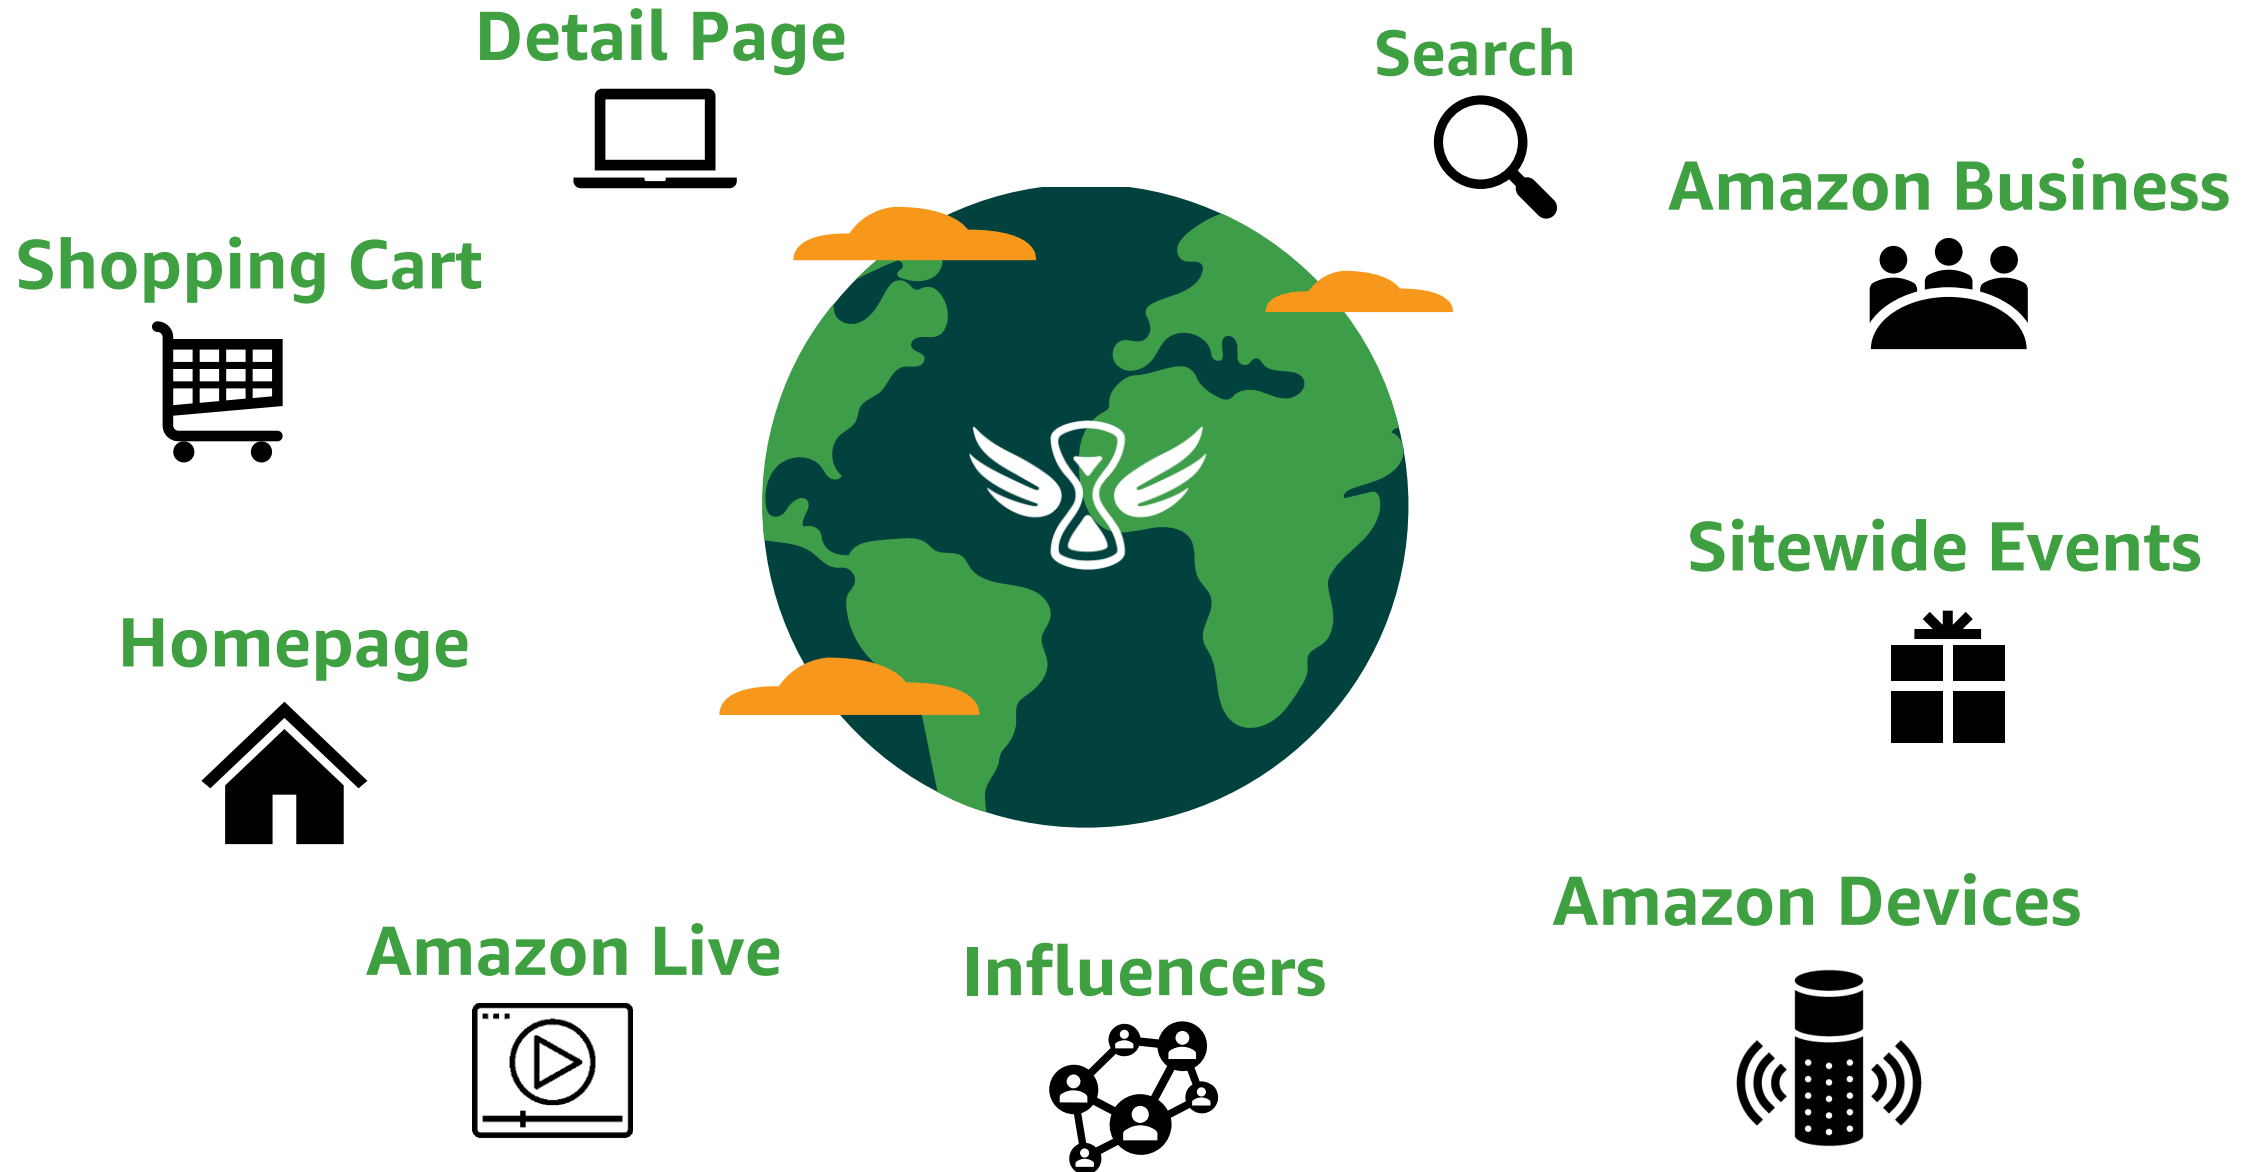 Detail Page
Search
Amazon Business
Shopping Cart
Sitewide Events
Homepage
Amazon Devices
Amazon Live
Influencers